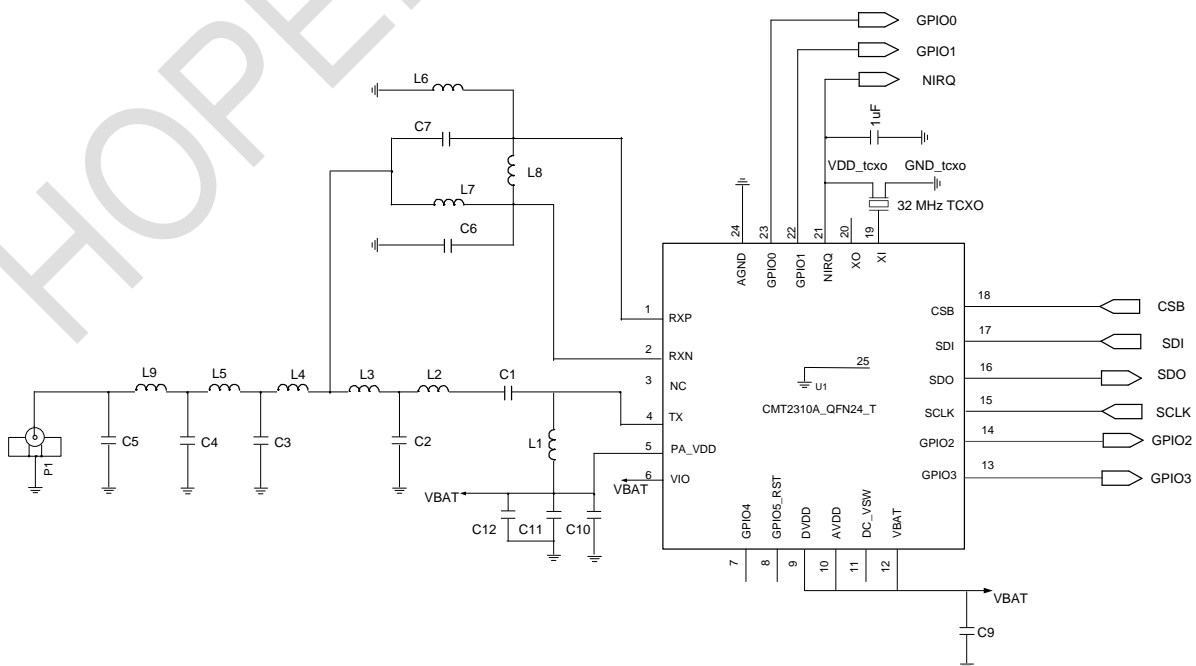 HOPE
GPIO0
GPIO1
NIRQ
1uF
VDD_tcxo GND_tcxo
32 MHz TCXO
L6
C7
L8
L7
C6
24 23 22 21 20 19
AGND GPIO0 GPIO1 NIRQ XO XI
1 RXP
2 RXN
3 NC
4 TX
5 PA_VDD
6 VIO
18 CSB CSB
17 SDI SDI
16 SDO SDO
15 SCLK SCLK
14 GPIO2 GPIO2
13 GPIO3 GPIO3
25
U1
CMT2310A_QFN24_T
L9 L5 L4 L3 L2 C1
C5 C4 C3 C2
L1
P1
VBAT
VBAT
C12 C11 C10
GPIO4 GPIO5_RST DVDD AVDD DC_VSW VBAT
7 8 9 10 11 12
VBAT
C9